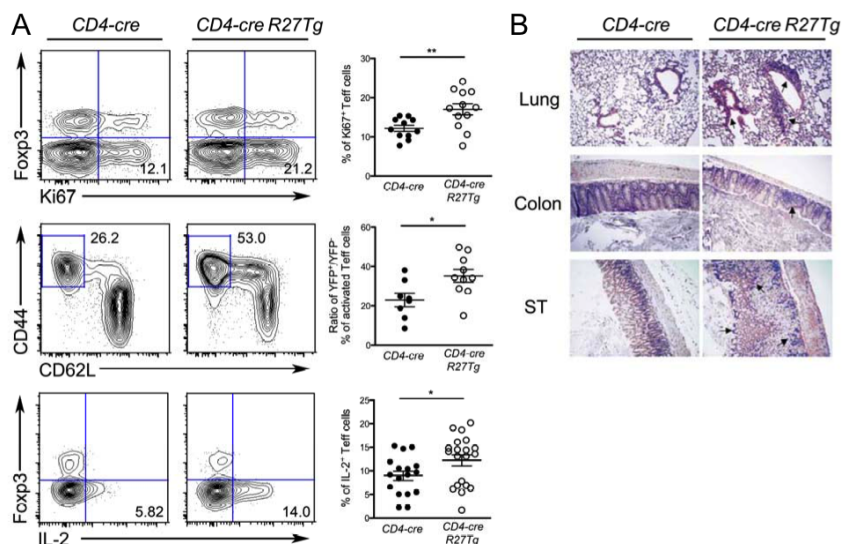 A
CD4-cre
CD4-cre R27Tg
Foxp3
12.1
21.2
Ki67
% of Ki67⁺ Teff cells
30
20
10
0
**
CD4-cre
CD4-cre
R27Tg
26.2
53.0
CD44
CD62L
Ratio of YFP⁺/YFP⁻
% of activated Teff cells
60
40
20
0
*
CD4-cre
CD4-cre
R27Tg
Foxp3
5.82
14.0
IL-2
% of IL-2⁺ Teff cells
25
20
15
10
5
0
*
CD4-cre
CD4-cre
R27Tg
B
CD4-cre
CD4-cre R27Tg
Lung
Colon
ST